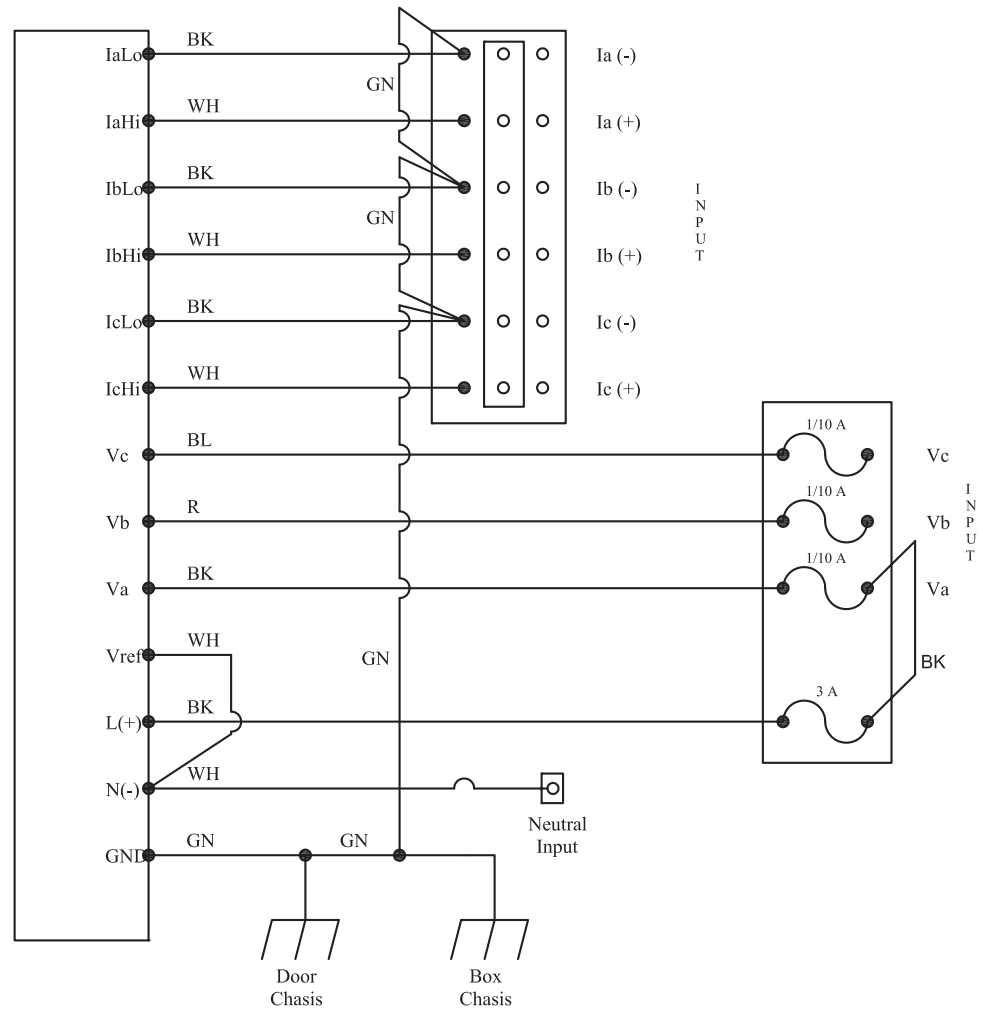 IaLo BK Ia (-)
GN
IaHi WH Ia (+)
IbLo BK Ib (-)
GN
INPUT
IbHi WH Ib (+)
IcLo BK Ic (-)
IcHi WH Ic (+)
1/10 A
Vc BL Vc
1/10 A
INPUT
Vb R Vb
1/10 A
Va BK Va
Vref WH
GN
BK
3 A
L(+) BK
N(-) WH
Neutral
Input
GND GN GN
Door
Chasis
Box
Chasis